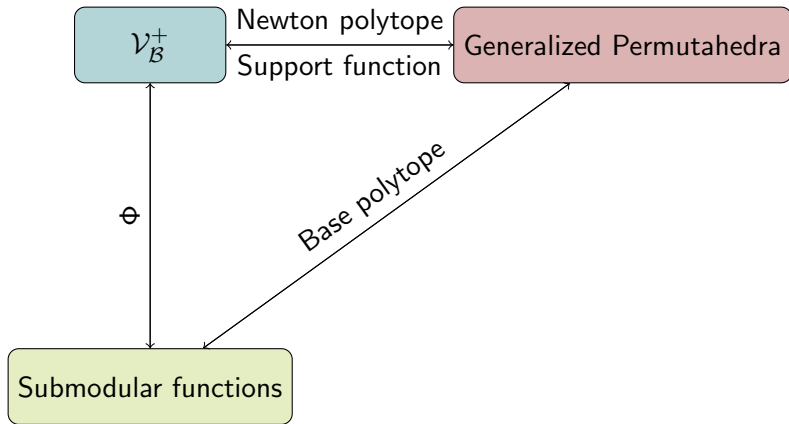 𝒱_ℬ^+
Newton polytope
Support function
Generalized Permutahedra
Φ
Base polytope
Submodular functions